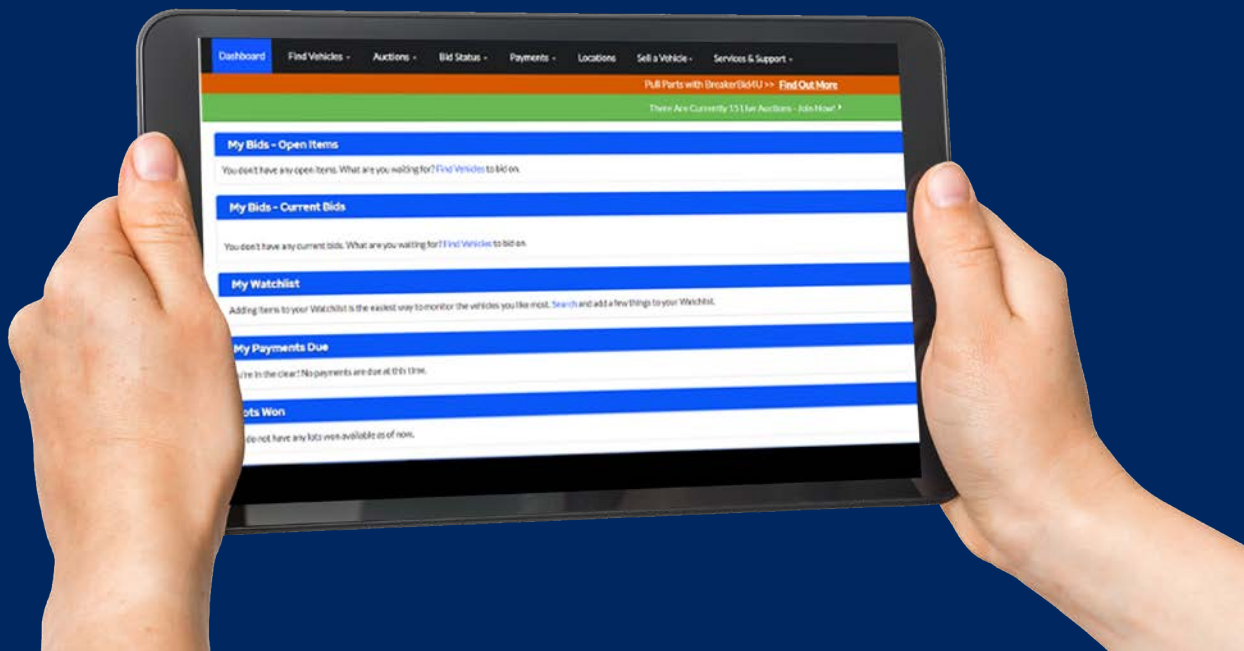 Dashboard Find Vehicles - Auctions - Bid Status - Payments - Locations Sell a Vehicle - Services & Support -
Pull Parts with BreakerBid4U >> Find Out More
There Are Currently 15 Live Auctions - Join Now!
My Bids - Open Items
You don't have any open items. What are you waiting for? Find Vehicles to bid on.
My Bids - Current Bids
You don't have any current bids. What are you waiting for? Find Vehicles to bid on
My Watchlist
Adding items to your Watchlist is the easiest way to monitor the vehicles you like most. Search and add a few things to your Watchlist.
My Payments Due
're in the clear! No payments are due at this time.
ots Won
do not have any lots won available as of now.